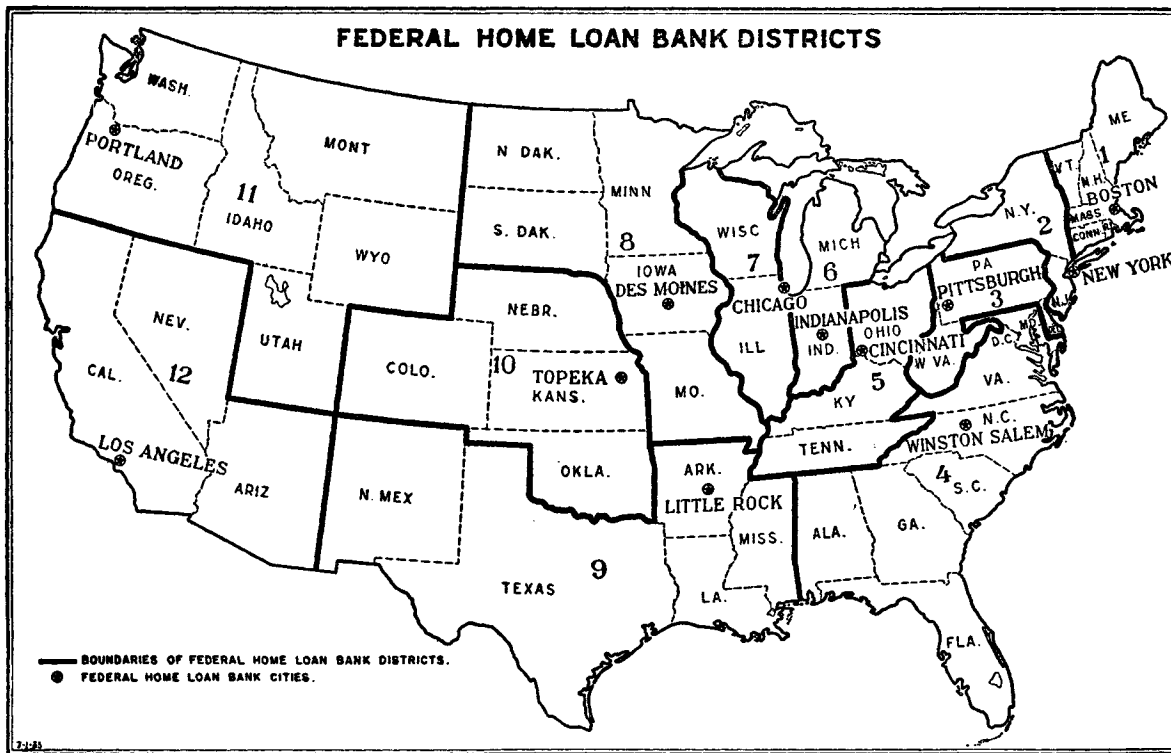 FEDERAL HOME LOAN BANK DISTRICTS
WASH.
PORTLAND
OREG.
MONT
11
IDAHO
WYO
N DAK.
S. DAK.
MINN
8
IOWA
DES MOINES
WISC
7
CHICAGO
ILL
MICH
6
INDIANAPOLIS
IND.
OHIO
CINCINNATI
5
KY
W VA.
TENN.
ME
VT.
N.H.
1
BOSTON
MASS
CONN
N.Y.
2
NEW YORK
PA
PITTSBURGH
3
N.J.
D.C.
VA.
N.C.
WINSTON SALEM
4
S.C.
GA.
ALA.
FLA.
NEV.
CAL.
12
LOS ANGELES
ARIZ
UTAH
COLO.
NEBR.
10
TOPEKA
KANS.
MO.
OKLA.
N. MEX
ARK.
LITTLE ROCK
MISS.
LA.
TEXAS
9
BOUNDARIES OF FEDERAL HOME LOAN BANK DISTRICTS.
FEDERAL HOME LOAN BANK CITIES.